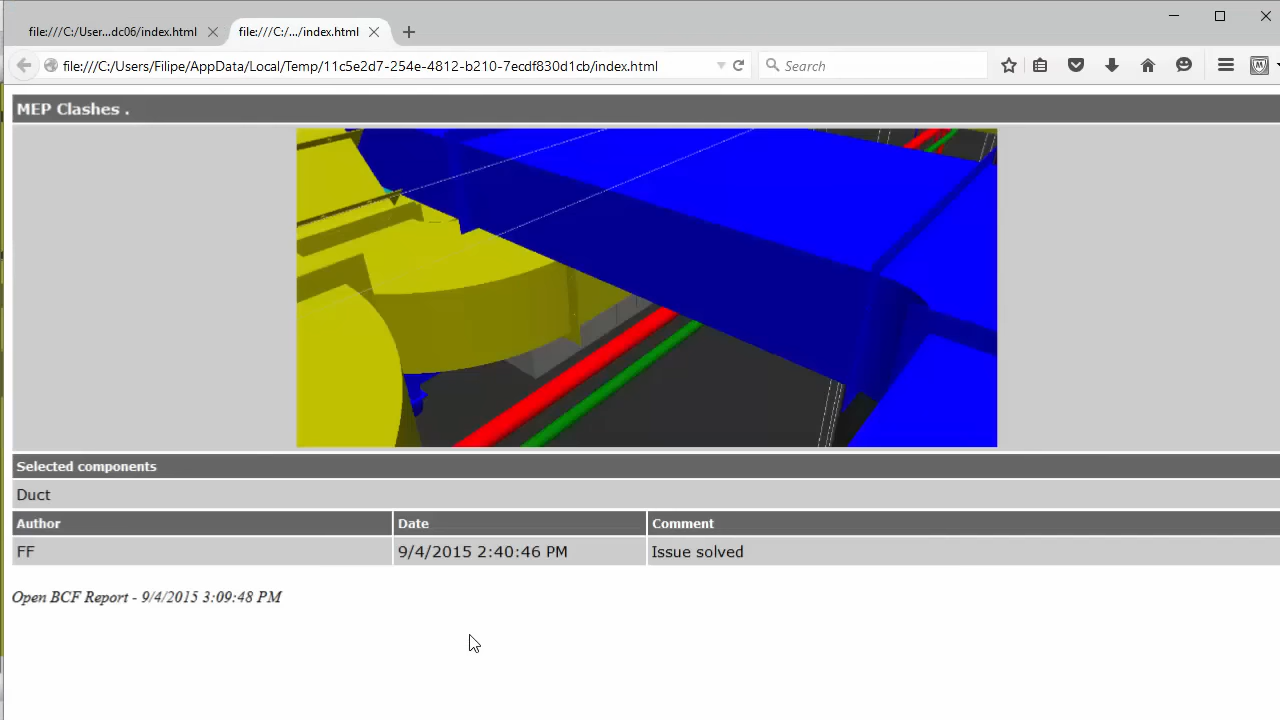 file:///C:/User...dc06/index.html
file:///C:/.../index.html
file:///C:/Users/Filipe/AppData/Local/Temp/11c5e2d7-254e-4812-b210-7ecdf830d1cb/index.html
Search
MEP Clashes .
Selected components
Duct
Author Date Comment
FF 9/4/2015 2:40:46 PM Issue solved
Open BCF Report - 9/4/2015 3:09:48 PM